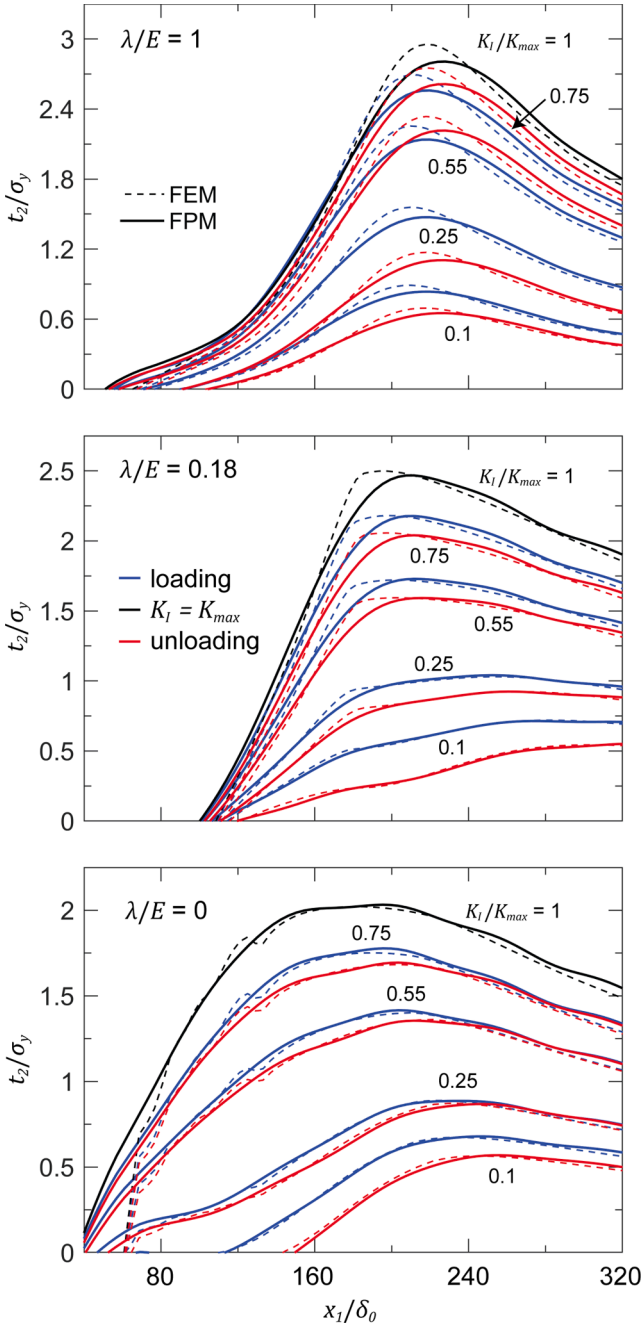 λ/E = 1
K_I/K_max = 1
0.75
0.55
0.25
0.1
FEM
FPM
3
2.4
1.8
1.2
0.6
0
t_2/σ_y
λ/E = 0.18
K_I/K_max = 1
0.75
0.55
0.25
0.1
loading
K_I = K_max
unloading
2.5
2
1.5
1
0.5
0
t_2/σ_y
λ/E = 0
K_I/K_max = 1
0.75
0.55
0.25
0.1
2
1.5
1
0.5
0
t_2/σ_y
80 160 240 320
x_1/δ_0